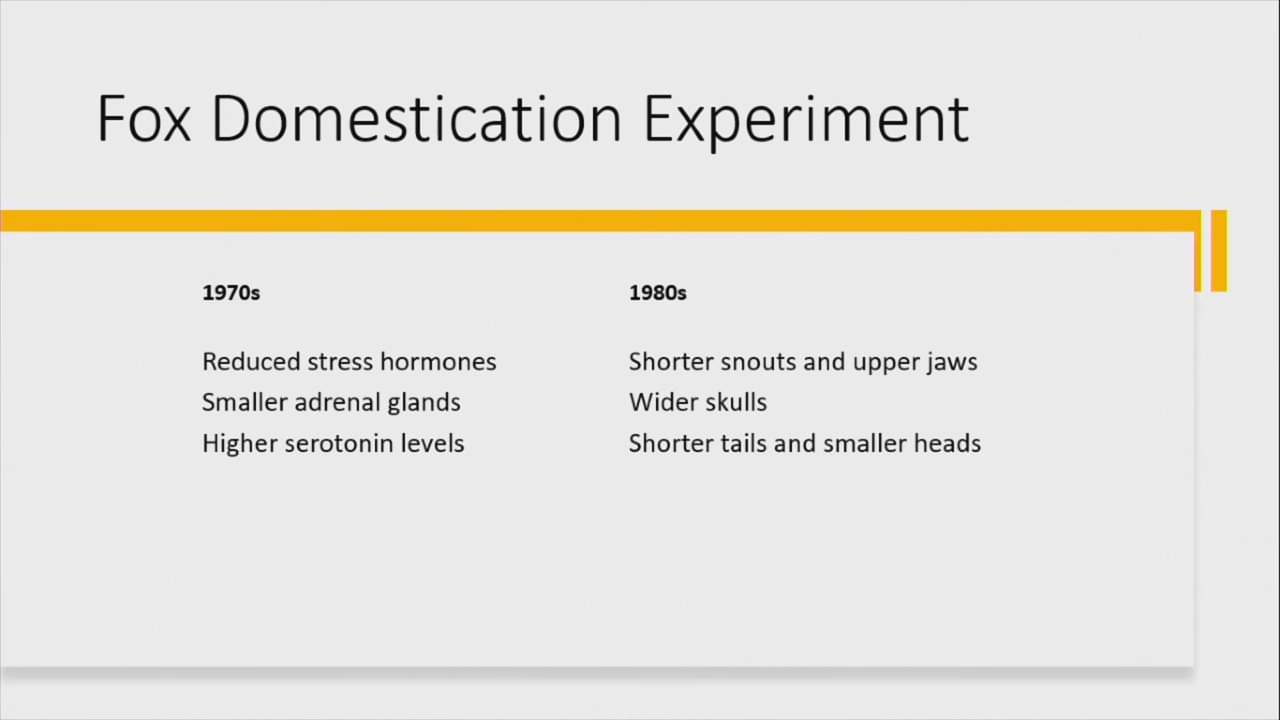 Fox Domestication Experiment
1970s
Reduced stress hormones
Smaller adrenal glands
Higher serotonin levels
1980s
Shorter snouts and upper jaws
Wider skulls
Shorter tails and smaller heads